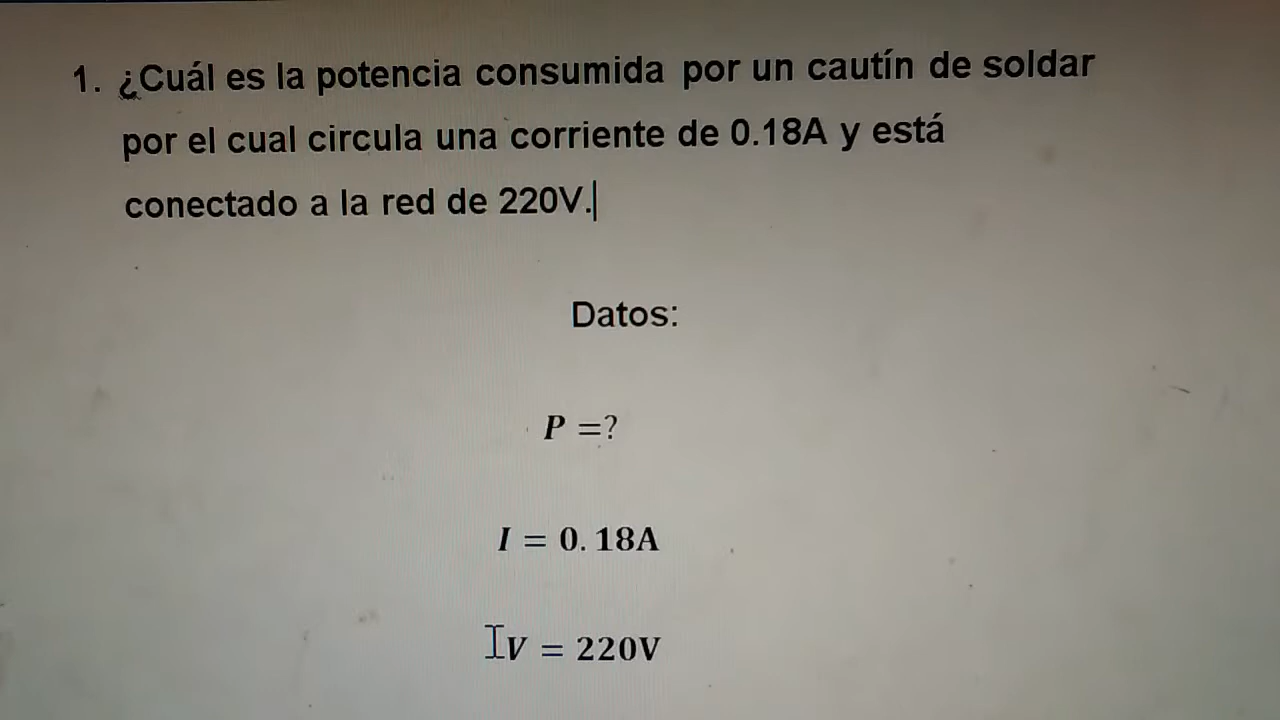 1. ¿Cuál es la potencia consumida por un cautín de soldar
por el cual circula una corriente de 0.18A y está
conectado a la red de 220V.
Datos:
P =?
I = 0. 18A
V = 220V